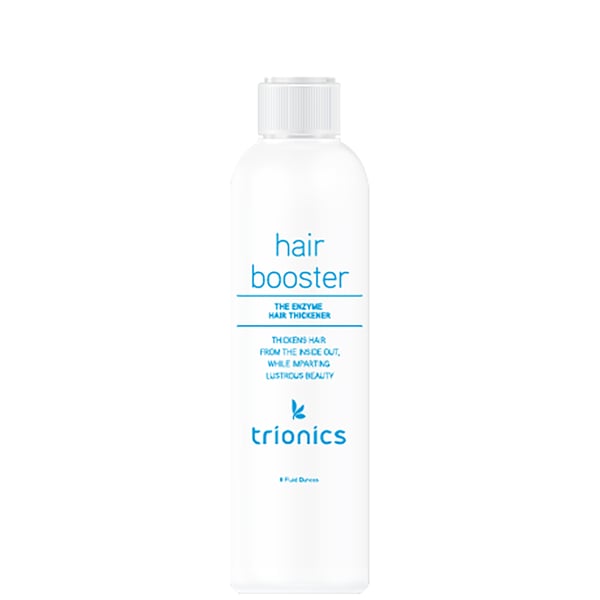 hair
booster
THE ENZYME
HAIR THICKENER
THICKENS HAIR
FROM THE INSIDE OUT,
WHILE IMPARTING
LUSTROUS BEAUTY
trionics
8 Fluid Ounces